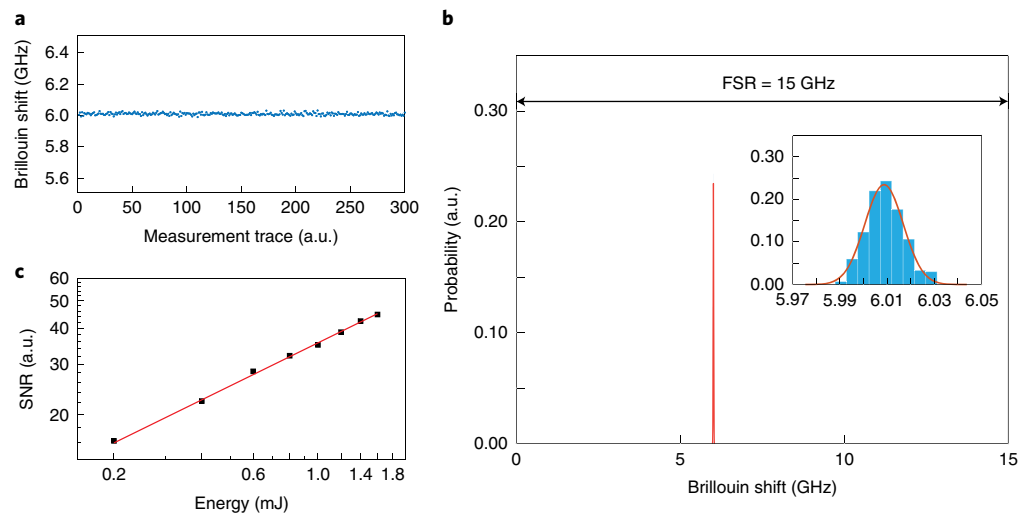 a
6.4
6.2
6.0
5.8
5.6
Brillouin shift (GHz)
0 50 100 150 200 250 300
Measurement trace (a.u.)
b
FSR = 15 GHz
0.30
0.20
0.10
0.00
Probability (a.u.)
0 5 10 15
Brillouin shift (GHz)
0.30
0.20
0.10
0.00
5.97 5.99 6.01 6.03 6.05
c
60
50
40
30
20
SNR (a.u.)
0.2 0.6 1.0 1.4 1.8
Energy (mJ)